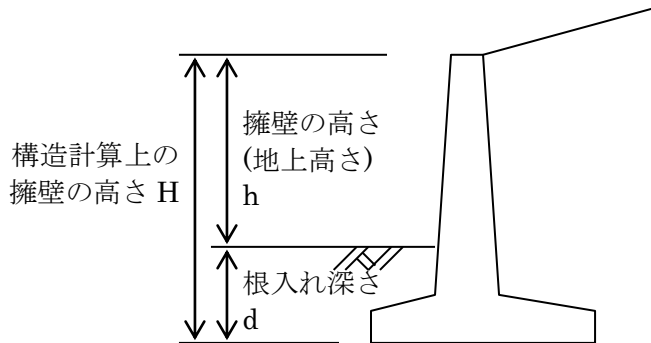 構造計算上の
擁壁の高さ H
擁壁の高さ
(地上高さ)
h
根入れ深さ
d